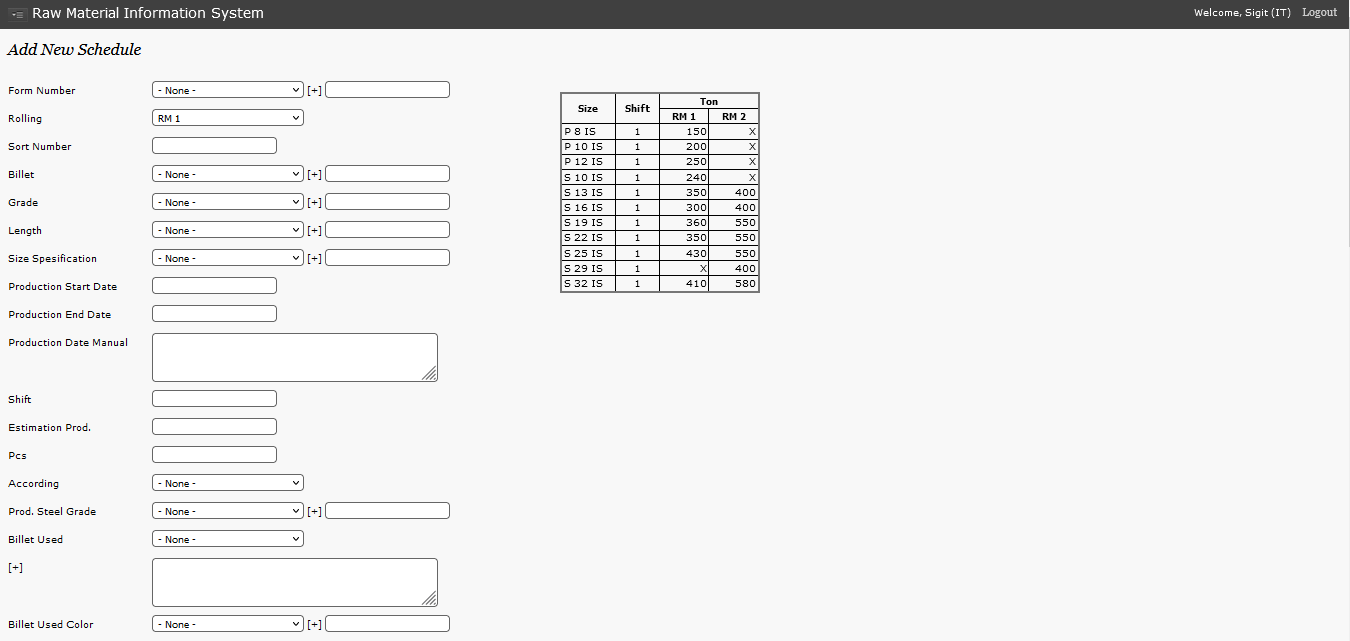 Raw Material Information System
Welcome, Sigit (IT) Logout
Add New Schedule
Form Number - None - [+]
Rolling RM 1
Sort Number
Billet - None - [+]
Grade - None - [+]
Length - None - [+]
Size Spesification - None - [+]
Production Start Date
Production End Date
Production Date Manual
Shift
Estimation Prod.
Pcs
According - None -
Prod. Steel Grade - None - [+]
Billet Used - None -
[+]
Billet Used Color - None - [+]
Size Shift Ton
RM 1 RM 2
P 8 IS 1 150 X
P 10 IS 1 200 X
P 12 IS 1 250 X
S 10 IS 1 240 X
S 13 IS 1 350 400
S 16 IS 1 300 400
S 19 IS 1 360 550
S 22 IS 1 350 550
S 25 IS 1 430 550
S 29 IS 1 X 400
S 32 IS 1 410 580